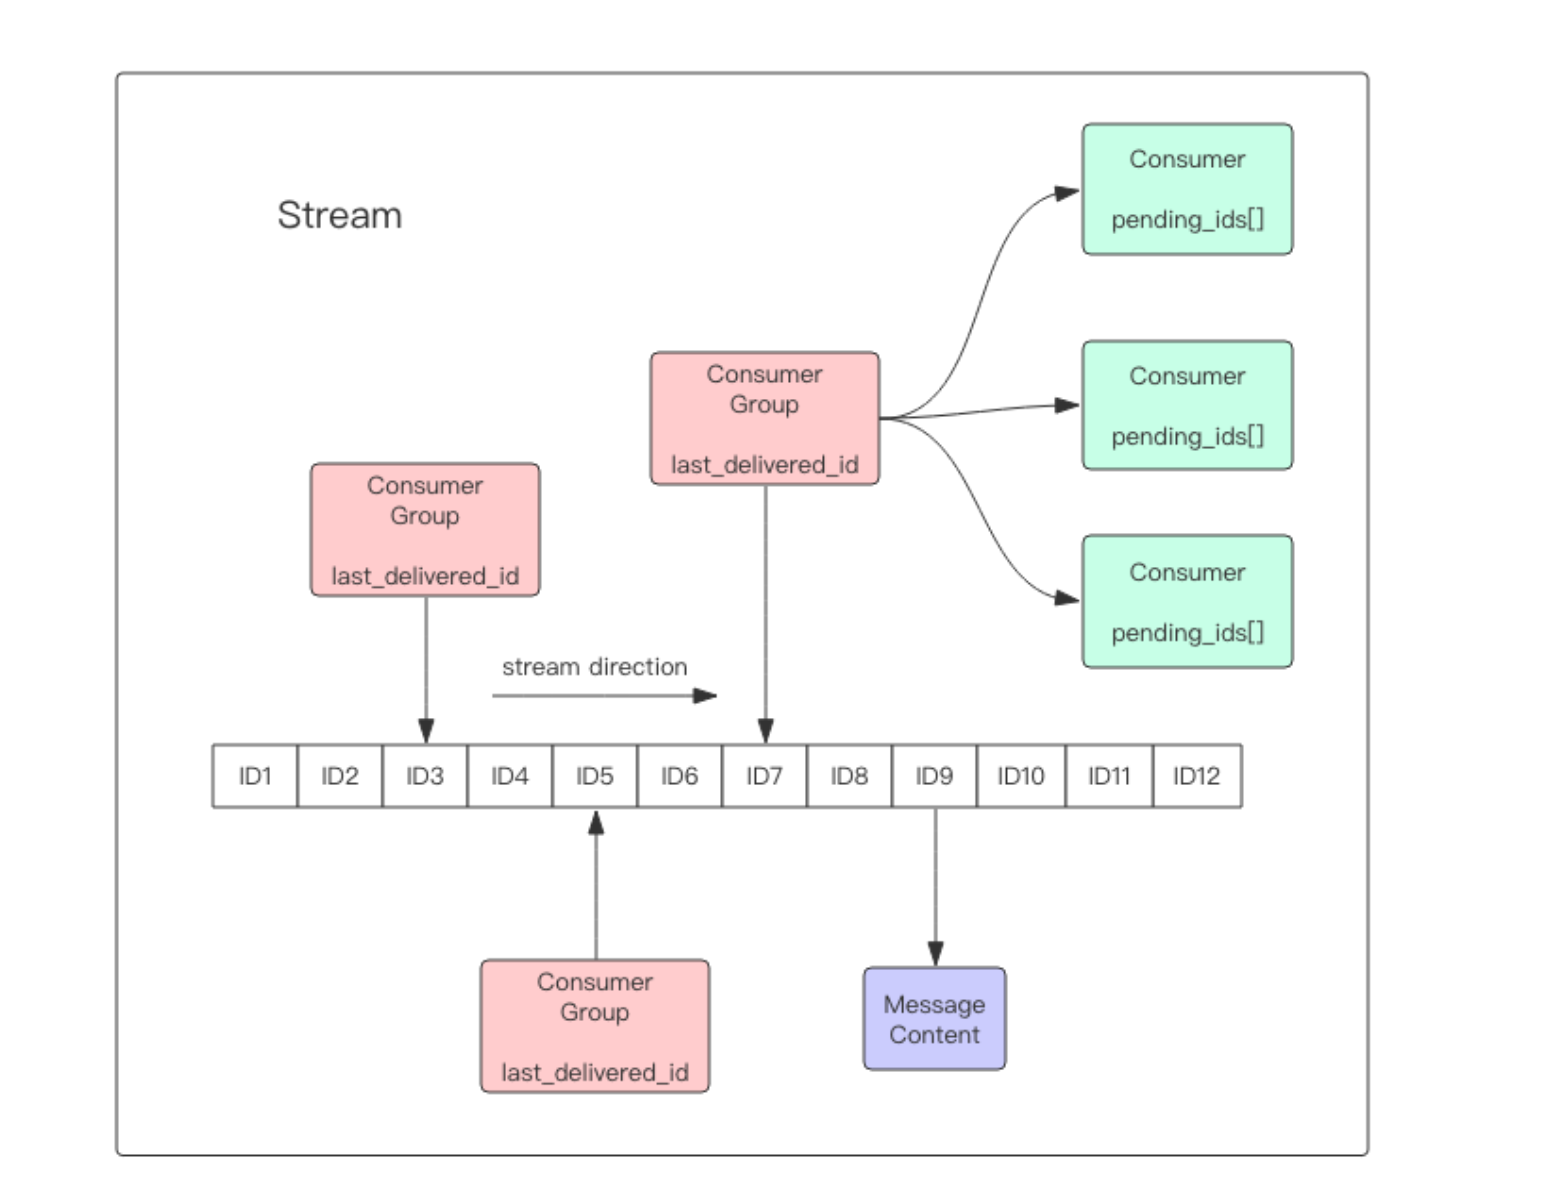 Stream
Consumer
pending_ids[]
Consumer
Group
last_delivered_id
Consumer
pending_ids[]
Consumer
Group
last_delivered_id
Consumer
pending_ids[]
stream direction
ID1 ID2 ID3 ID4 ID5 ID6 ID7 ID8 ID9 ID10 ID11 ID12
Consumer
Group
last_delivered_id
Message
Content